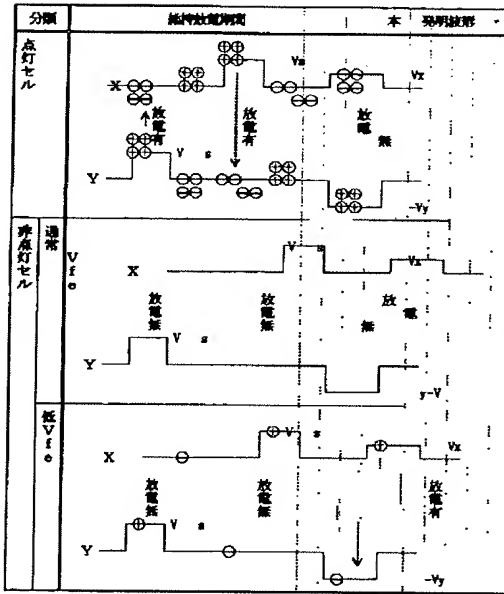 分類 維持放電期間 本 発明波形
点灯セル
X Vs Vx
放電有 放電有 放電無
V s
Y -Vy
非点灯セル 通常 Vfe
V s
X Vx
放電無 放電無 放電無
Y
y-V
低Vfe
V s
X Vx
放電無 放電無 放電有
V s
Y -Vy